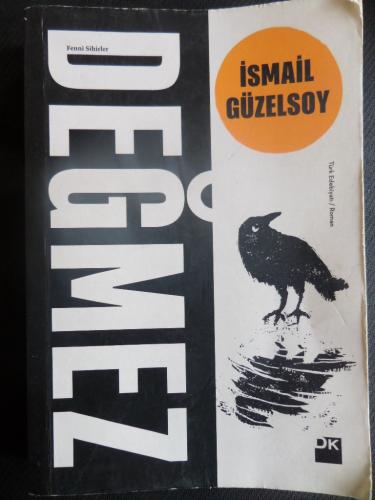 Fenni Sihirler
DEĞMEZ
İSMAİL
GÜZELSOY
Türk Edebiyatı / Roman
DK